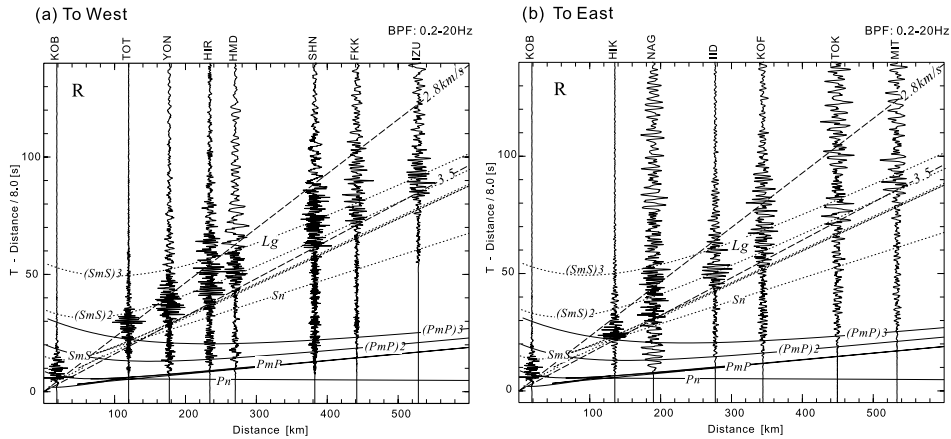 (a) To West
BPF: 0.2-20Hz
KOB
TOT
YON
HIR
HMD
SHN
FKK
IZU
R
2.8km/s
3.5
Lg
(SmS)3
Sn
(SmS)2
SmS
(PmP)3
(PmP)2
PmP
Pn
100
50
0
T - Distance / 8.0 [s]
100 200 300 400 500
Distance [km]
(b) To East
BPF: 0.2-20Hz
KOB
HIK
NAG
IID
KOF
TOK
MIT
R
2.8km/s
3.5
Lg
(SmS)3
Sn
(SmS)2
SmS
(PmP)3
(PmP)2
PmP
Pn
100
50
0
T - Distance / 8.0 [s]
100 200 300 400 500
Distance [km]